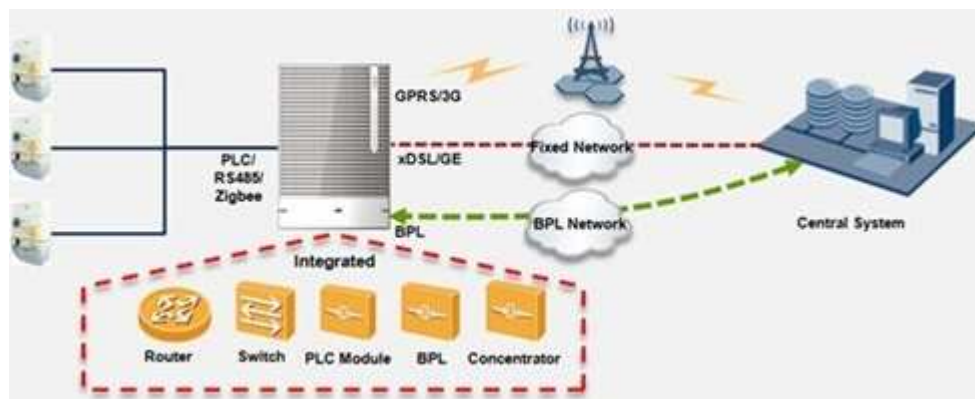 GPRS/3G
PLC/
RS485/
Zigbee
xDSL/GE
Fixed Network
BPL
BPL Network
Central System
Integrated
Router
Switch
PLC Module
BPL
Concentrator